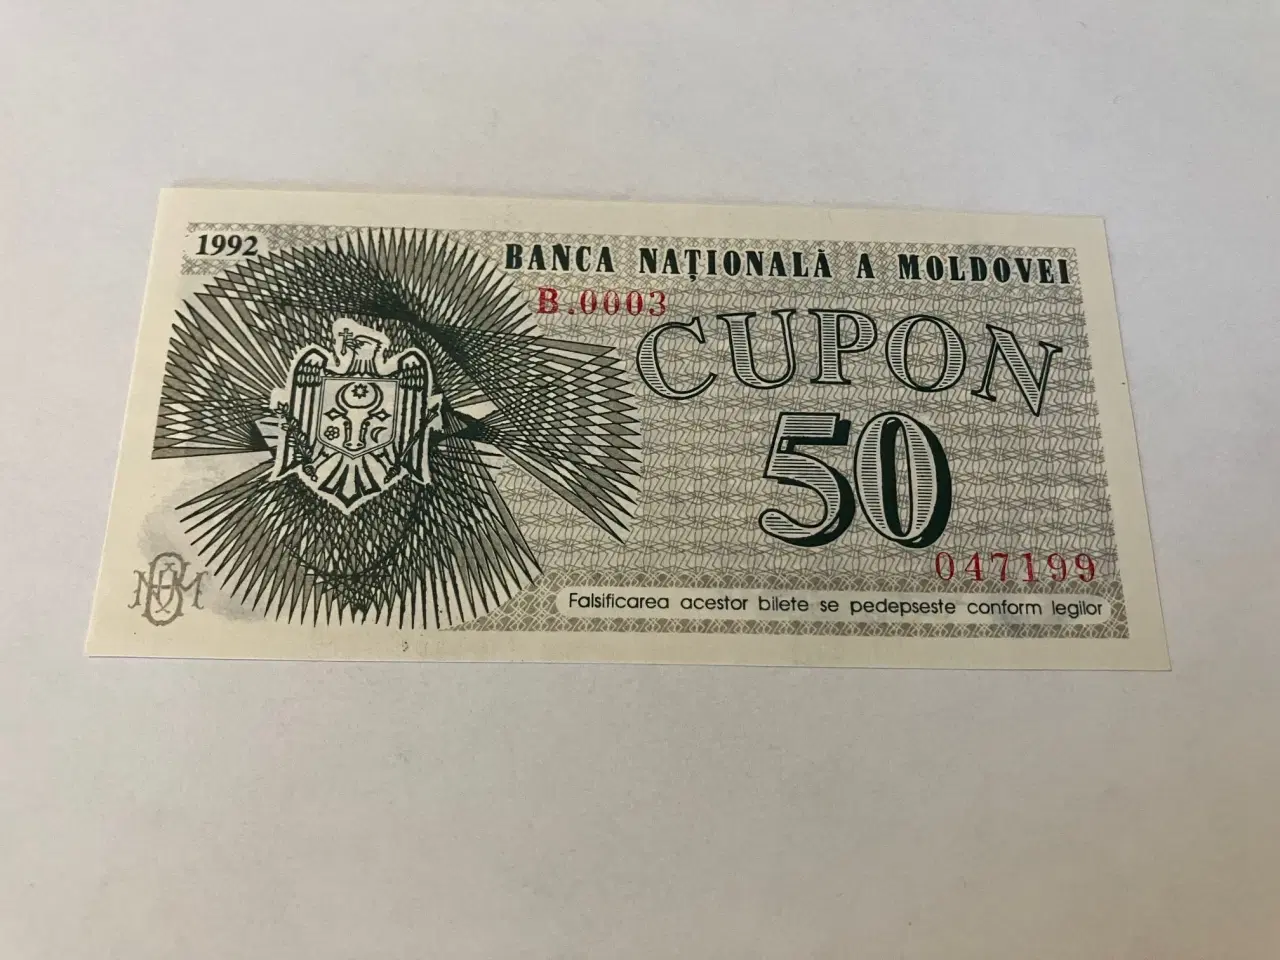 1992
BANCA NAȚIONALĂ A MOLDOVEI
B.0003
CUPON
50
047199
Falsificarea acestor bilete se pedepseste conform legilor